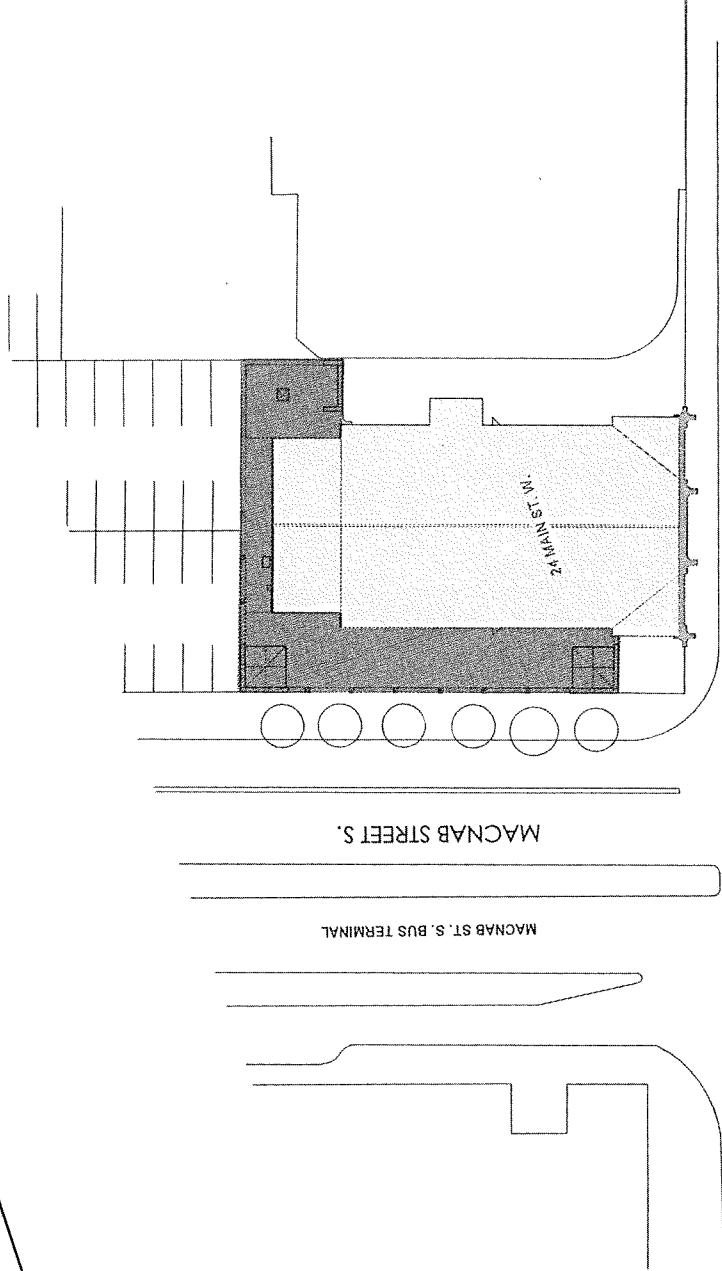 24 MAIN ST. W.
MACNAB STREET S.
MACNAB ST. S. BUS TERMINAL